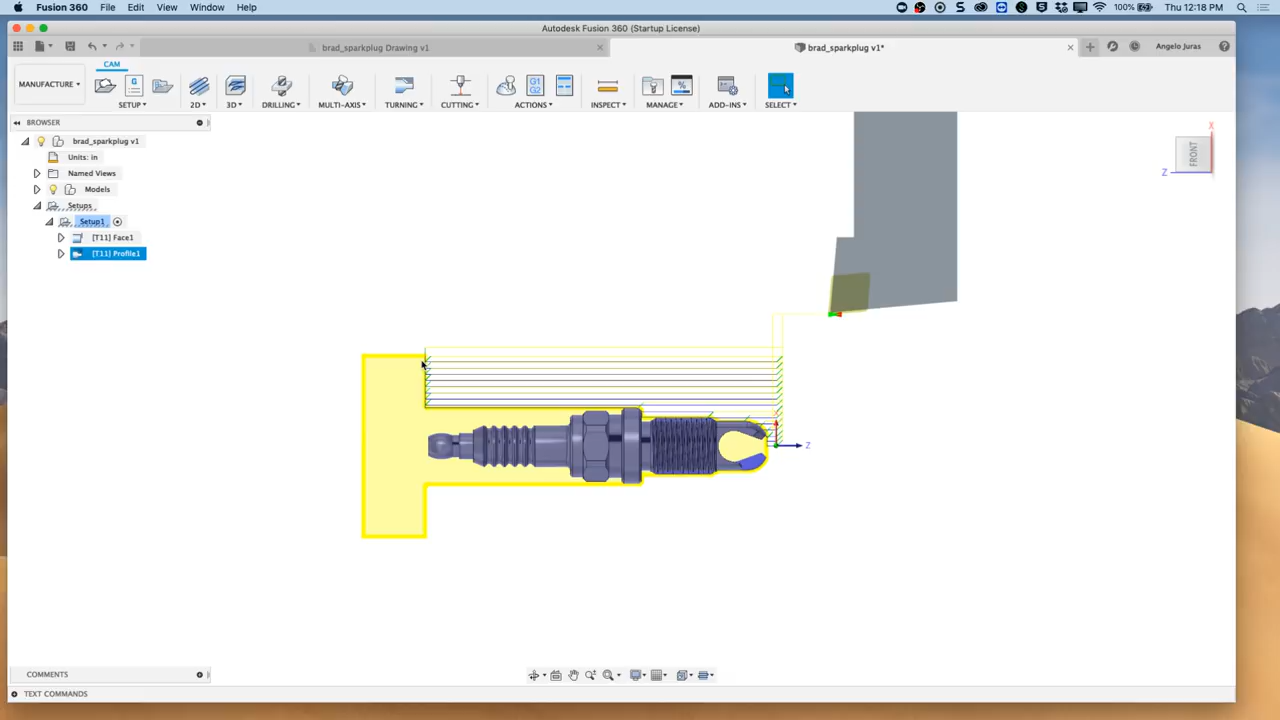 Fusion 360 File Edit View Window Help 100% Thu 12:18 PM
Autodesk Fusion 360 (Startup License)
brad_sparkplug Drawing v1 brad_sparkplug v1* Angelo Juras
MANUFACTURE
CAM
G1
G2
%
SETUP 2D 3D DRILLING MULTI-AXIS TURNING CUTTING ACTIONS INSPECT MANAGE ADD-INS SELECT
BROWSER
brad_sparkplug v1
Units: in
Named Views
Models
Setups
Setup1
[T11] Face1
[T11] Profile1
X
FRONT
Z
Z
COMMENTS
TEXT COMMANDS